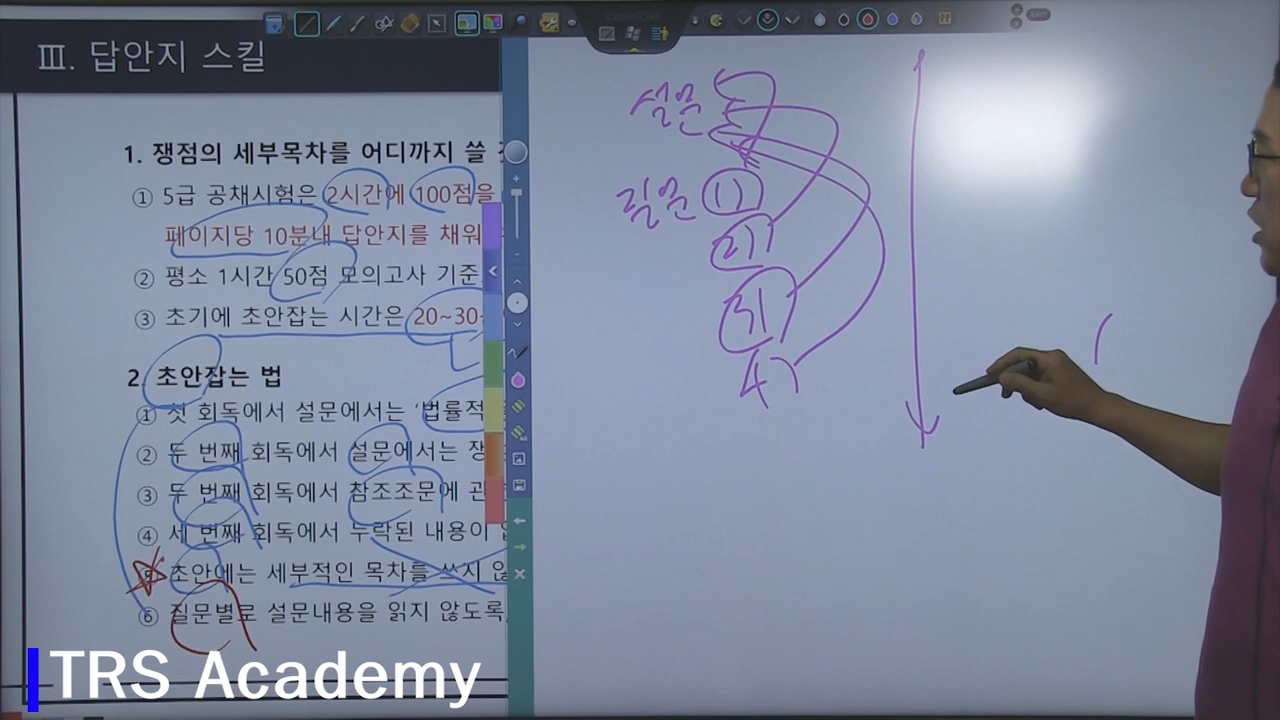 Ⅲ. 답안지 스킬
1. 쟁점의 세부목차를 어디까지 쓸
① 5급 공채시험은 2시간에 100점을
페이지당 10분내 답안지를 채워
② 평소 1시간 50점 모의고사 기준
③ 초기에 초안잡는 시간은 20~30
2. 초안잡는 법
① 첫 회독에서 설문에서는 '법률적
② 두 번째 회독에서 설문에서는 쟁
③ 두 번째 회독에서 참조조문에 관
④ 세 번째 회독에서 누락된 내용이
초안에는 세부적인 목차를 쓰지 않
⑥ 질문별로 설문내용을 읽지 않도록,
설문
질문 1)
2)
3)
4)
TRS Academy